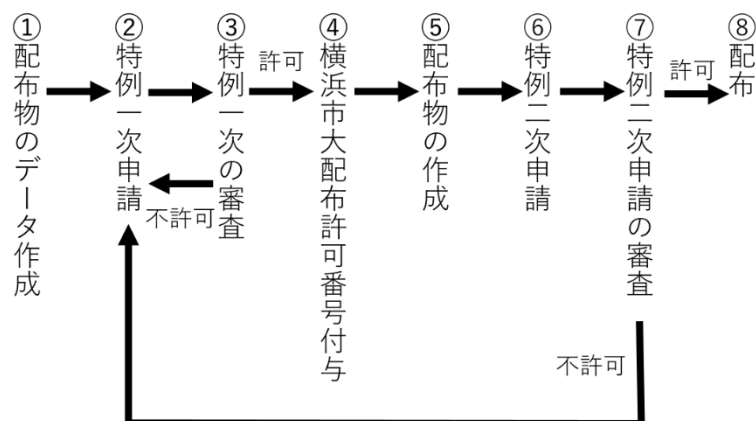 ①配布物のデータ作成
②特例一次申請
③特例一次の審査
許可
不許可
④横浜市大配布許可番号付与
⑤配布物の作成
⑥特例二次申請
⑦特例二次申請の審査
許可
不許可
⑧配布